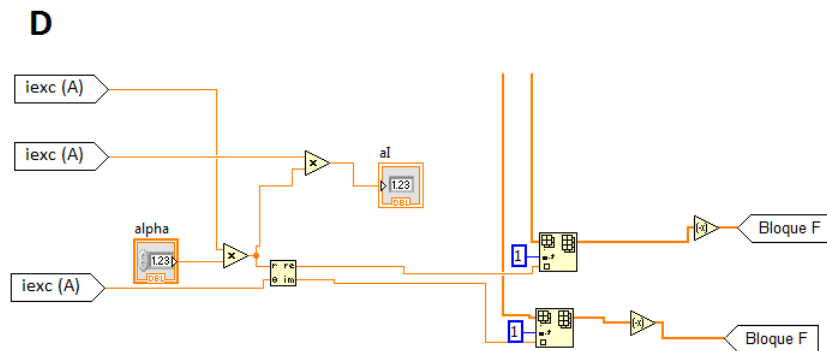 D
iexc (A)
iexc (A)
aI
1.23
DBL
alpha
1.23
DBL
x
x
iexc (A)
r re
θ im
1
(-x)
Bloque F
1
(-x)
Bloque F